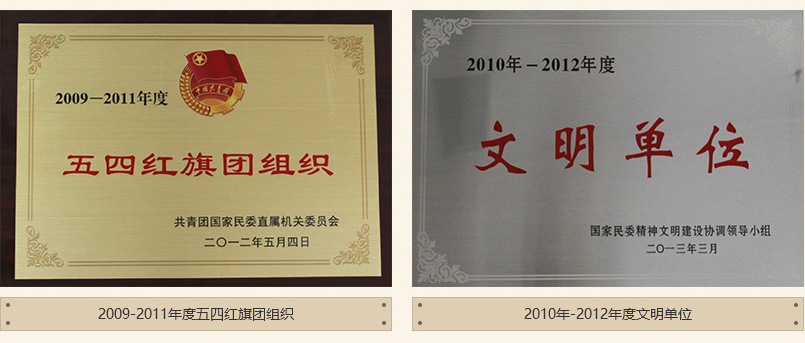 2009－2011年度
中国共青团
五四红旗团组织
共青团国家民委直属机关委员会
二〇一二年五月四日
2009-2011年度五四红旗团组织
2010年－2012年度
文明单位
国家民委精神文明建设协调领导小组
二〇一三年三月
2010年-2012年度文明单位